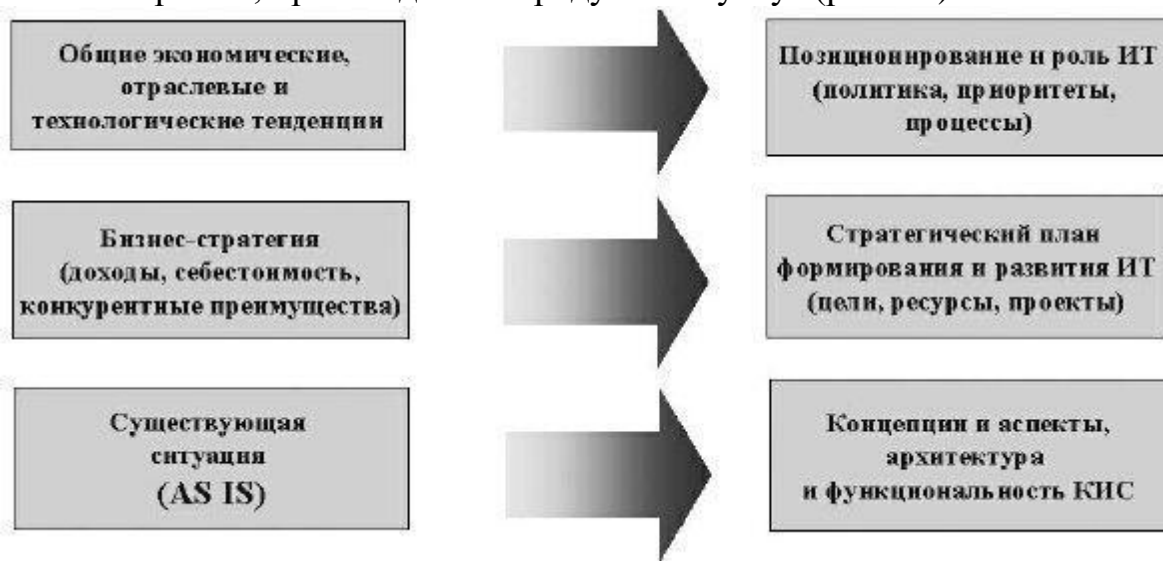 Общие экономические,
отраслевые и
технологические тенденции
Позиционирование и роль ИТ
(политика, приоритеты,
процессы)
Бизнес-стратегия
(доходы, себестоимость,
конкурентные преимущества)
Стратегический план
формирования и развития ИТ
(цели, ресурсы, проекты)
Существующая
ситуация
(AS IS)
Концепции и аспекты,
архитектура
и функциональность КИС